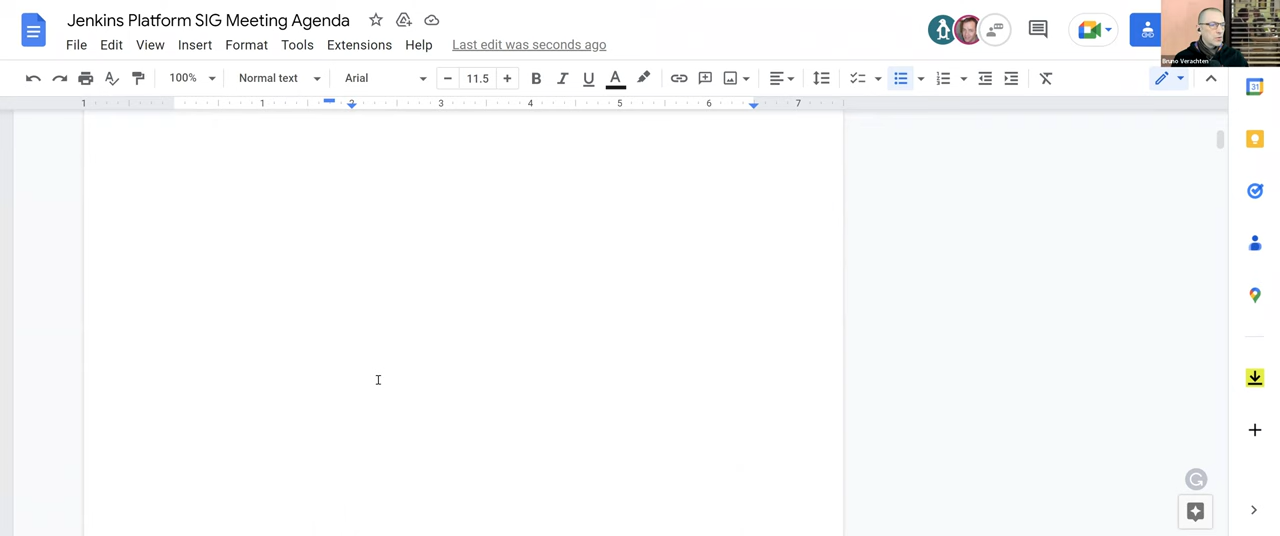 Jenkins Platform SIG Meeting Agenda
File Edit View Insert Format Tools Extensions Help Last edit was seconds ago
Bruno Verachten
100% Normal text Arial 11.5 B I U A
1 1 2 3 4 5 6 7
31
G